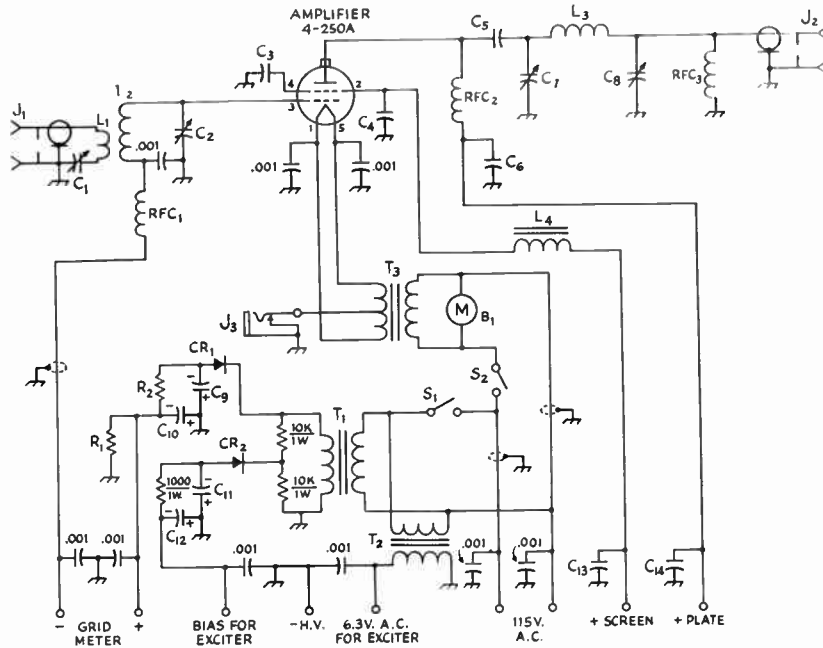 AMPLIFIER
4-250A
C5
L3
J2
C3
4
2
3
1
5
C4
RFC2
C7
C8
RFC3
C6
J1
L1
L2
C1
.001
C2
RFC1
.001
.001
L4
T3
M
B1
J3
S2
CR1
R2
C9
C10
R1
S1
T1
10K
1W
CR2
10K
1W
1000
1W
C11
C12
T2
.001
.001
.001
.001
.001
.001
C13
C14
-
GRID
METER
+
BIAS FOR
EXCITER
-H.V.
6.3V. A.C.
FOR EXCITER
115V.
A.C.
+ SCREEN
+ PLATE